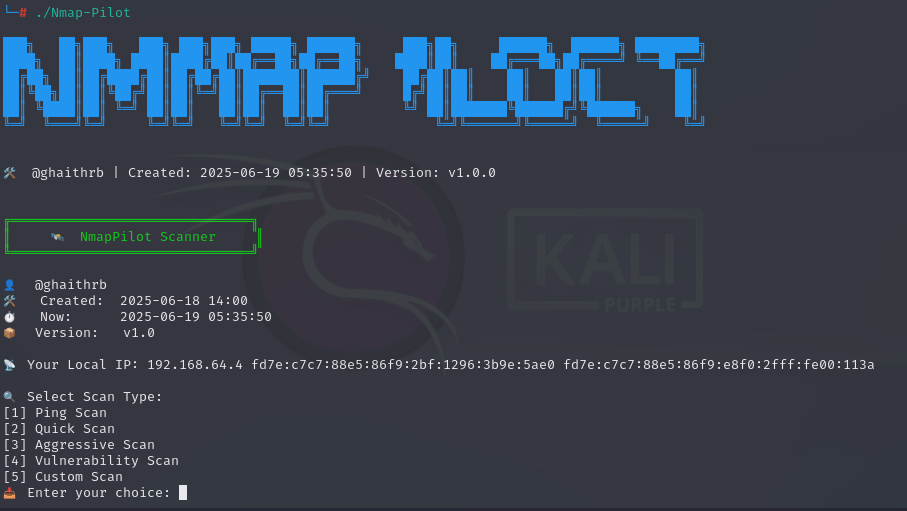 └─# ./Nmap-Pilot
@ghaithrb | Created: 2025-06-19 05:35:50 | Version: v1.0.0
NmapPilot Scanner
@ghaithrb
Created: 2025-06-18 14:00
Now: 2025-06-19 05:35:50
Version: v1.0
Your Local IP: 192.168.64.4 fd7e:c7c7:88e5:86f9:2bf:1296:3b9e:5ae0 fd7e:c7c7:88e5:86f9:e8f0:2fff:fe00:113a
Select Scan Type:
[1] Ping Scan
[2] Quick Scan
[3] Aggressive Scan
[4] Vulnerability Scan
[5] Custom Scan
Enter your choice:
KALI
PURPLE